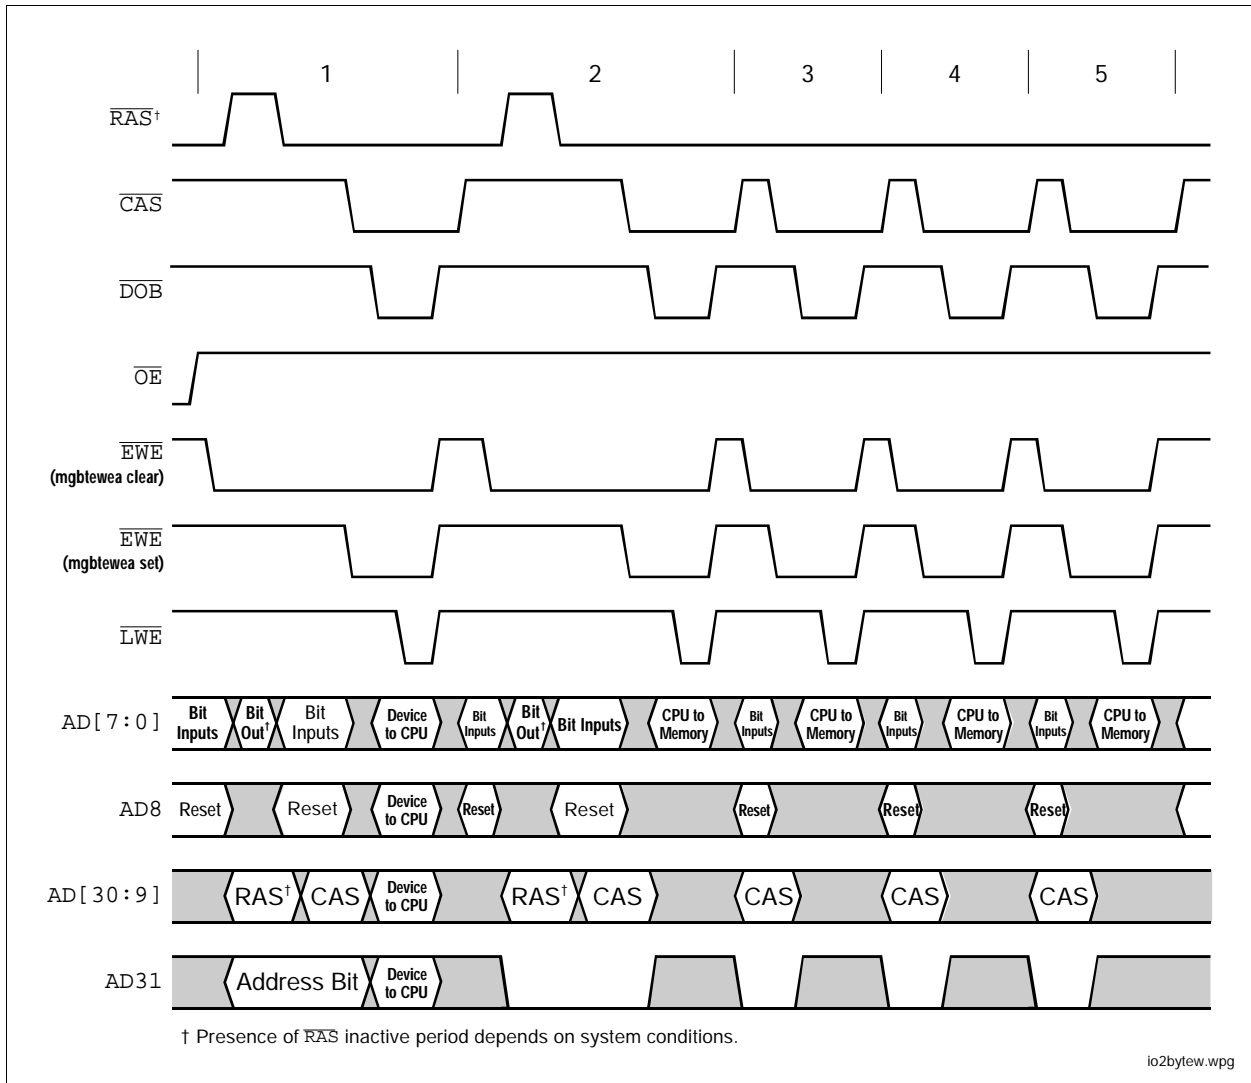 1 2 3 4 5
RAS†
CAS
DOB
OE
EWE
(mgbtewea clear)
EWE
(mgbtewea set)
LWE
AD[7:0] Bit Inputs Bit Out† Bit Inputs Device to CPU Bit Inputs Bit Out† Bit Inputs CPU to Memory Bit Inputs CPU to Memory Bit Inputs CPU to Memory Bit Inputs CPU to Memory
AD8 Reset Reset Device to CPU Reset Reset Reset Reset Reset
AD[30:9] RAS† CAS Device to CPU RAS† CAS CAS CAS CAS
AD31 Address Bit Device to CPU
† Presence of RAS inactive period depends on system conditions.
io2bytew.wpg